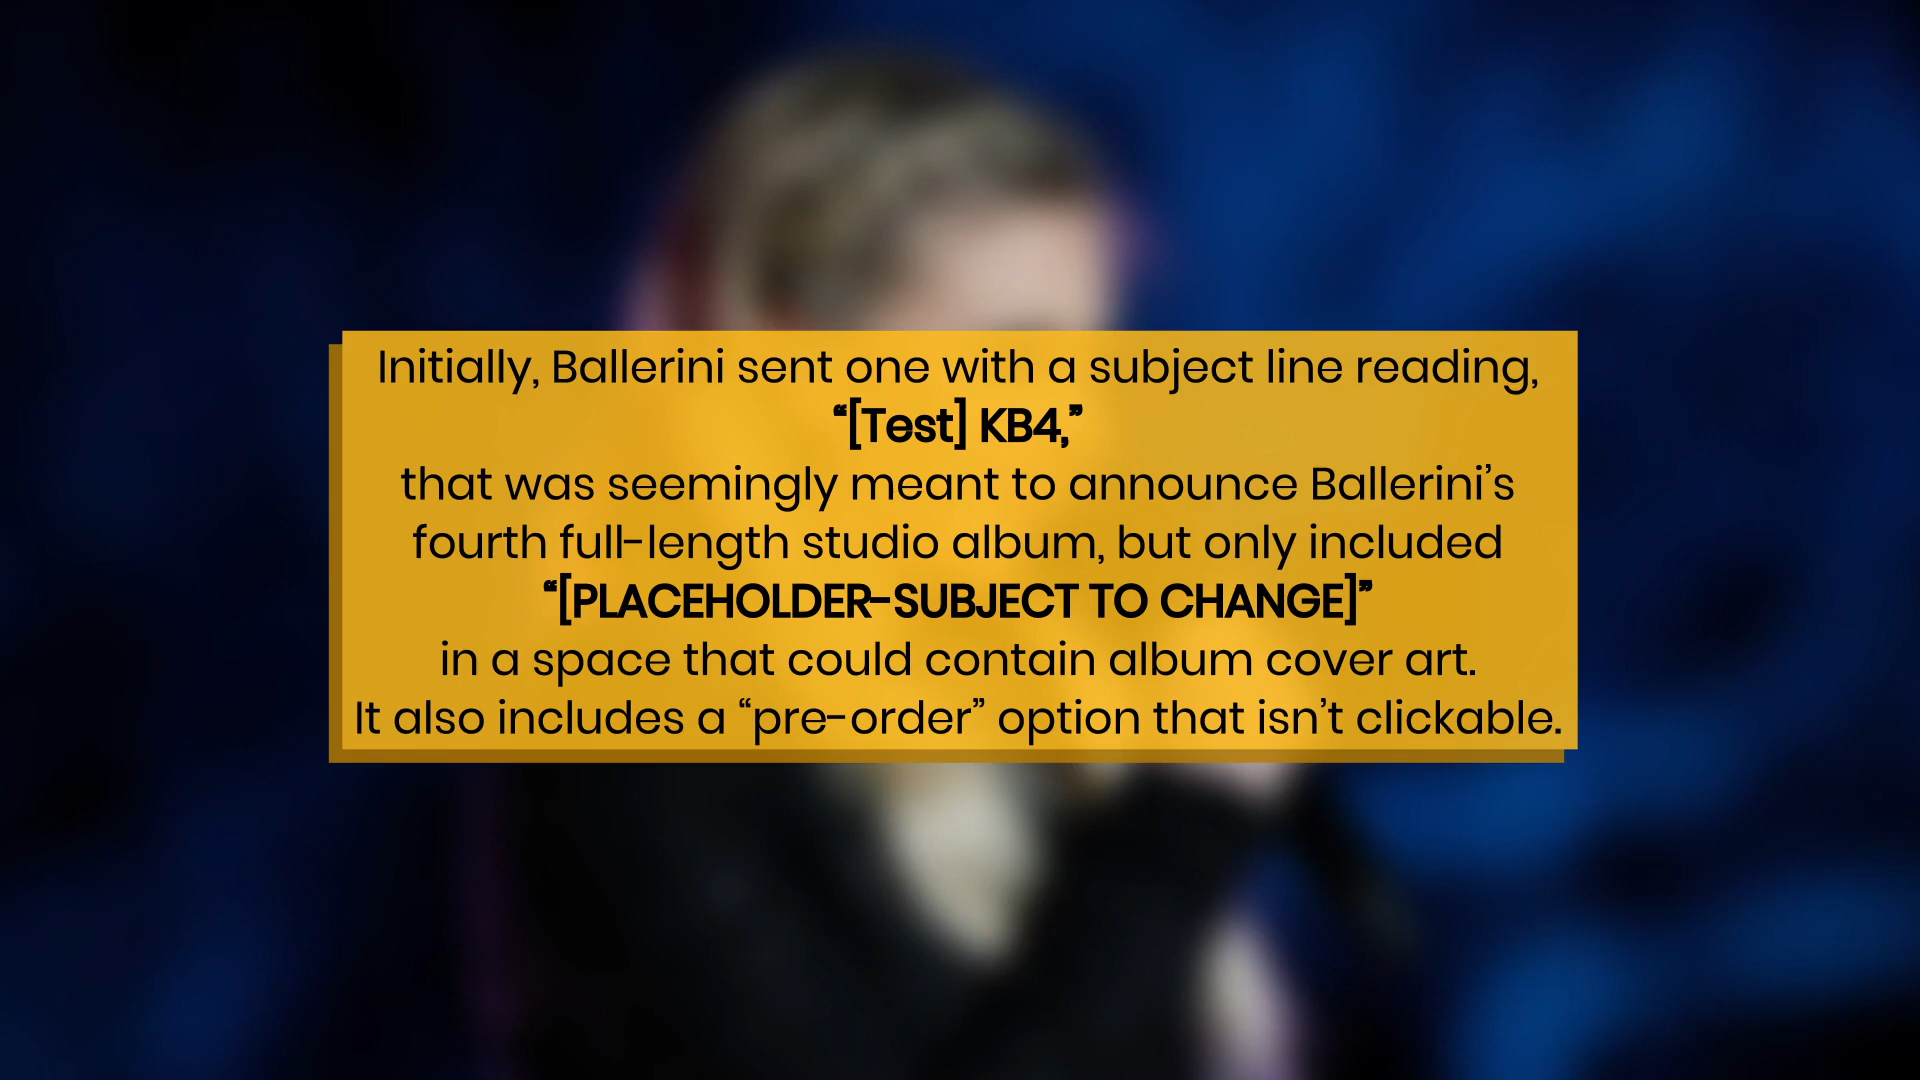 Initially, Ballerini sent one with a subject line reading,
“[Test] KB4,”
that was seemingly meant to announce Ballerini’s
fourth full-length studio album, but only included
“[PLACEHOLDER-SUBJECT TO CHANGE]”
in a space that could contain album cover art.
It also includes a “pre-order” option that isn’t clickable.